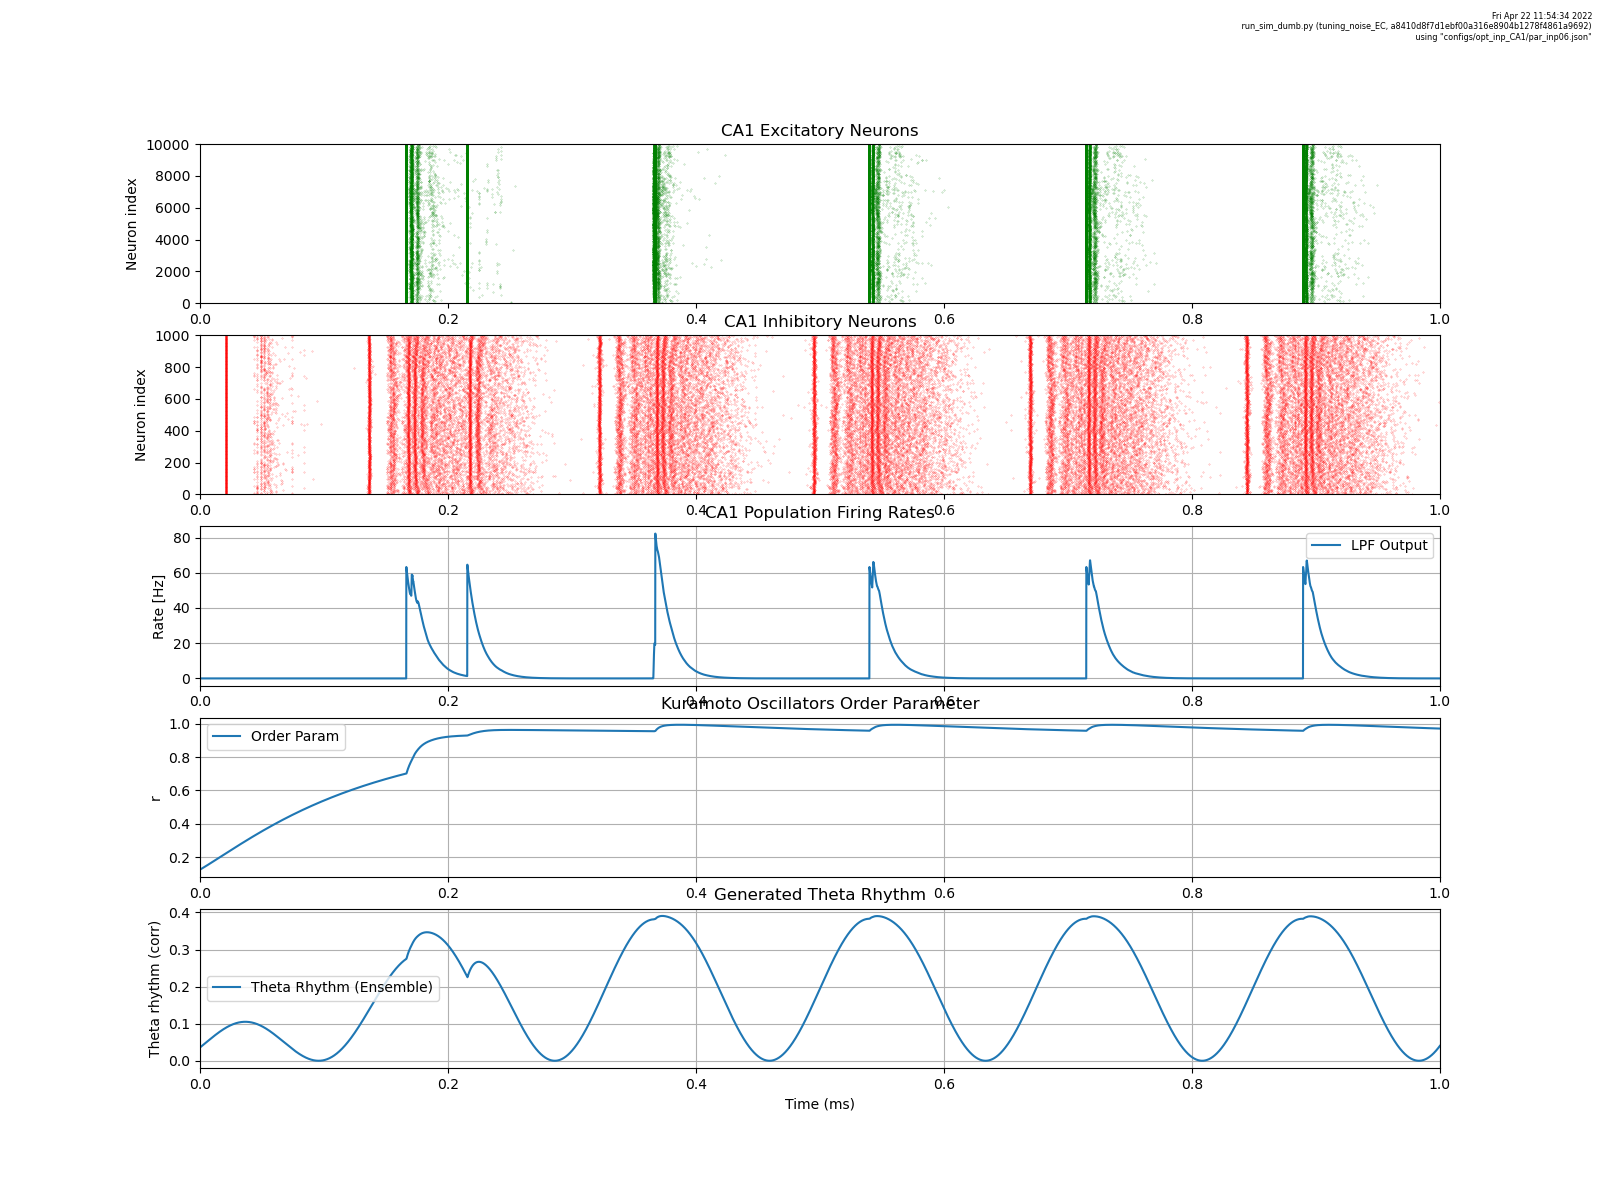 Fri Apr 22 11:54:34 2022
run_sim_dumb.py (tuning_noise_EC, a8410d8f7d1ebf00a316e8904b1278f4861a9692)
using "configs/opt_inp_CA1/par_inp06.json"
CA1 Excitatory Neurons
Neuron index
10000
8000
6000
4000
2000
0
0.0 0.2 0.4 0.6 0.8 1.0
CA1 Inhibitory Neurons
Neuron index
1000
800
600
400
200
0
0.0 0.2 0.4 0.6 0.8 1.0
CA1 Population Firing Rates
Rate [Hz]
80
60
40
20
0
LPF Output
0.0 0.2 0.4 0.6 0.8 1.0
Kuramoto Oscillators Order Parameter
r
1.0
0.8
0.6
0.4
0.2
Order Param
0.0 0.2 0.4 0.6 0.8 1.0
Generated Theta Rhythm
Theta rhythm (corr)
0.4
0.3
0.2
0.1
0.0
Theta Rhythm (Ensemble)
0.0 0.2 0.4 0.6 0.8 1.0
Time (ms)